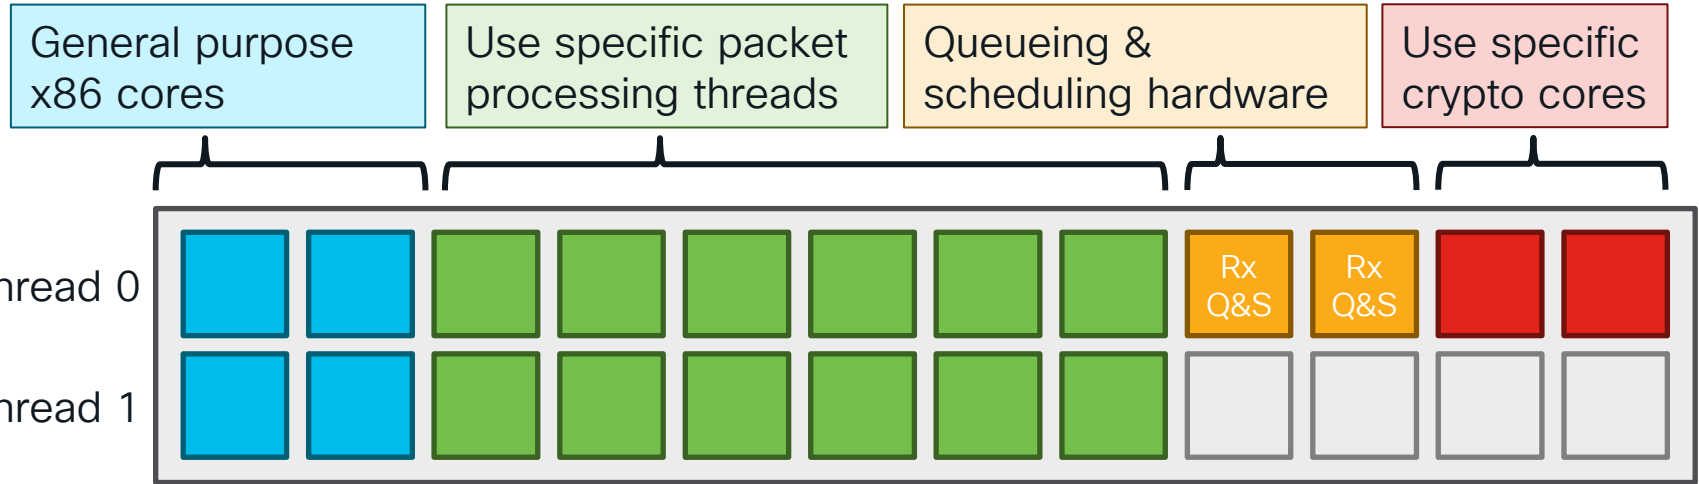 General purpose
x86 cores
Use specific packet
processing threads
Queueing &
scheduling hardware
Use specific
crypto cores
hread 0
Rx
Q&S
Rx
Q&S
hread 1